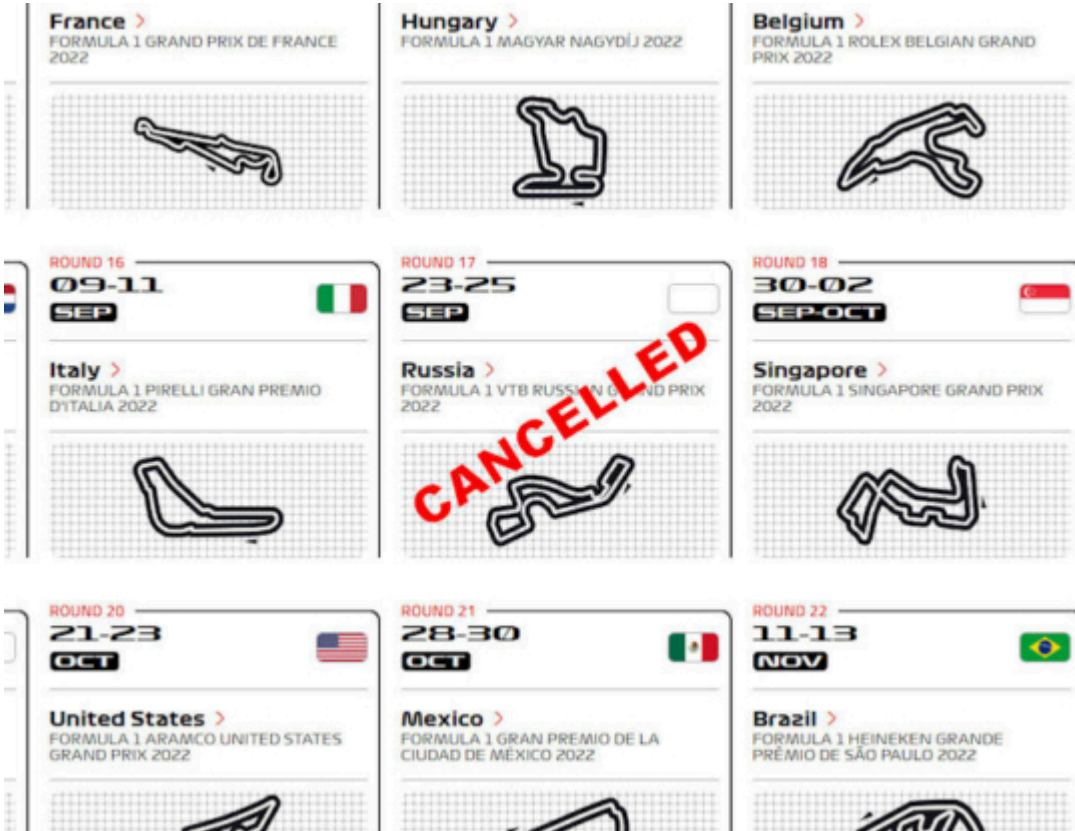 France >
FORMULA 1 GRAND PRIX DE FRANCE
2022
Hungary >
FORMULA 1 MAGYAR NAGYDÍJ 2022
Belgium >
FORMULA 1 ROLEX BELGIAN GRAND
PRIX 2022
ROUND 16
09-11
SEP
Italy >
FORMULA 1 PIRELLI GRAN PREMIO
D'ITALIA 2022
ROUND 17
23-25
SEP
Russia >
FORMULA 1 VTB RUSSIAN GRAND PRIX
2022
CANCELLED
ROUND 18
30-02
SEP-OCT
Singapore >
FORMULA 1 SINGAPORE GRAND PRIX
2022
ROUND 20
21-23
OCT
United States >
FORMULA 1 ARAMCO UNITED STATES
GRAND PRIX 2022
ROUND 21
28-30
OCT
Mexico >
FORMULA 1 GRAN PREMIO DE LA
CIUDAD DE MÉXICO 2022
ROUND 22
11-13
NOV
Brazil >
FORMULA 1 HEINEKEN GRANDE
PRÊMIO DE SÃO PAULO 2022